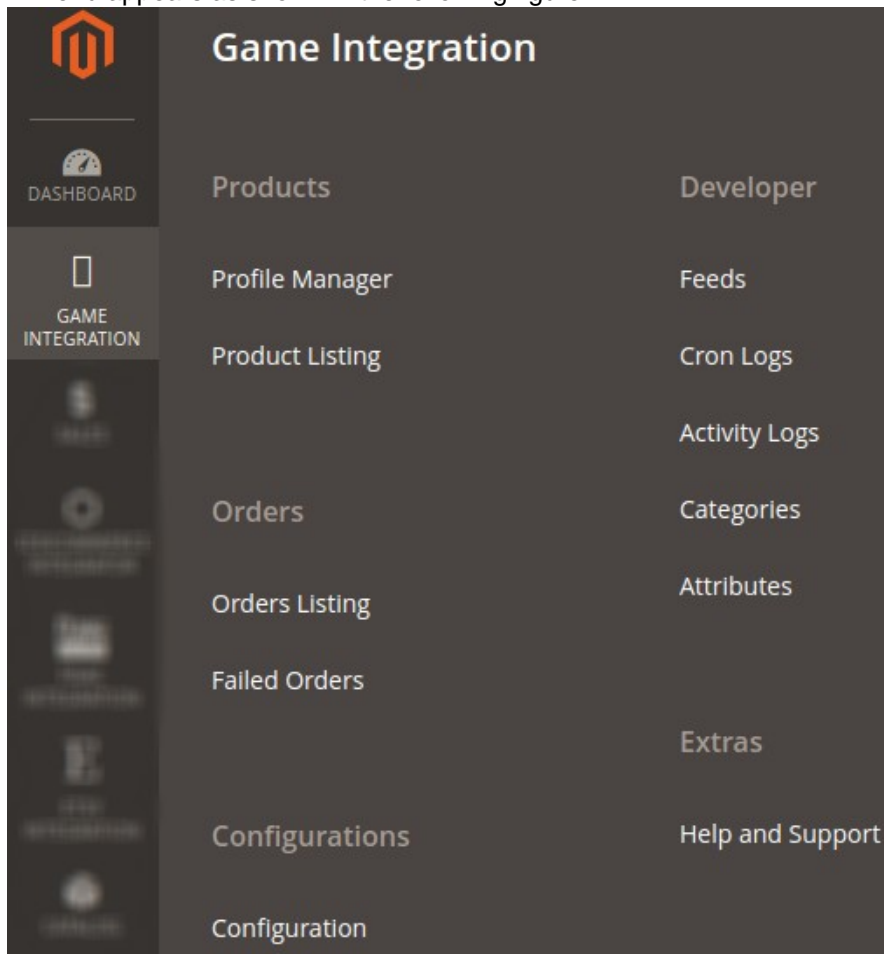 Game Integration
DASHBOARD
GAME
INTEGRATION
Products
Profile Manager
Product Listing
Orders
Orders Listing
Failed Orders
Configurations
Configuration
Developer
Feeds
Cron Logs
Activity Logs
Categories
Attributes
Extras
Help and Support